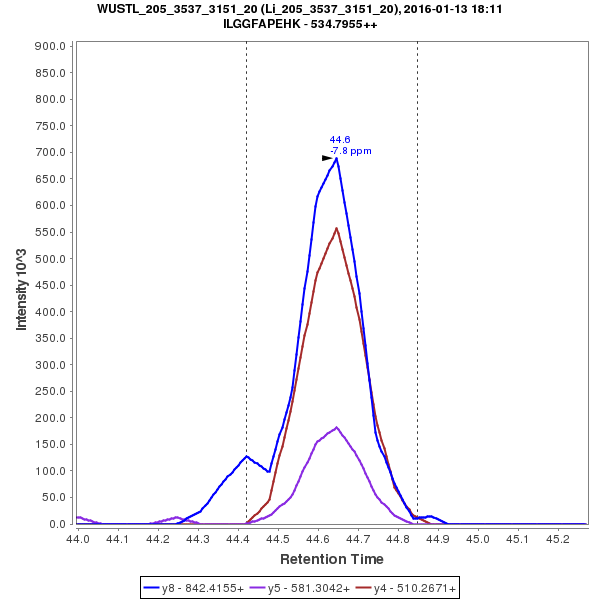 WUSTL_205_3537_3151_20 (Li_205_3537_3151_20), 2016-01-13 18:11
ILGGFAPEHK - 534.7955++
900.0
850.0
800.0
750.0
700.0
650.0
600.0
550.0
500.0
450.0
400.0
350.0
300.0
250.0
200.0
150.0
100.0
50.0
0.0
Intensity 10^3
44.6
-7.8 ppm
44.0 44.1 44.2 44.3 44.4 44.5 44.6 44.7 44.8 44.9 45.0 45.1 45.2
Retention Time
y8 - 842.4155+ y5 - 581.3042+ y4 - 510.2671+